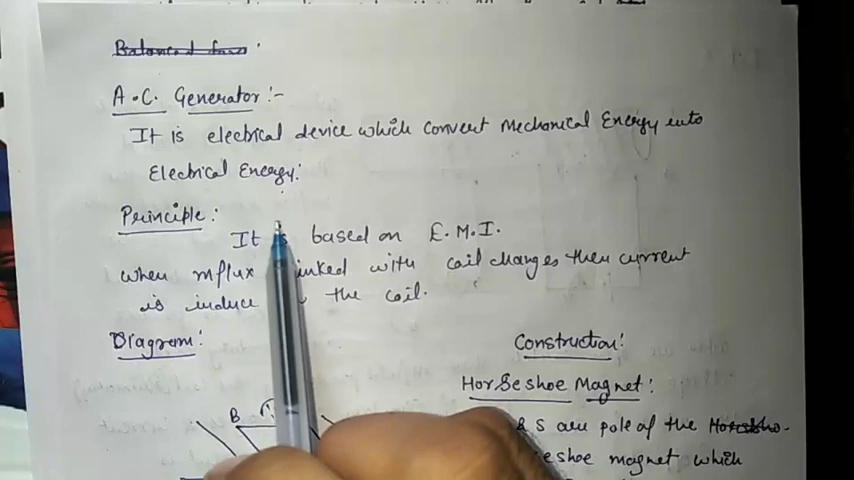 A.C. Generator :-
It is electrical device which convert Mechanical Energy into
Electrical Energy.
Principle :
It is based on E.M.I.
when mflux linked with coil changes then current
is induce the coil.
Diagram :
Construction :
Horseshoe Magnet :
B
& S are pole of the
eshoe magnet which